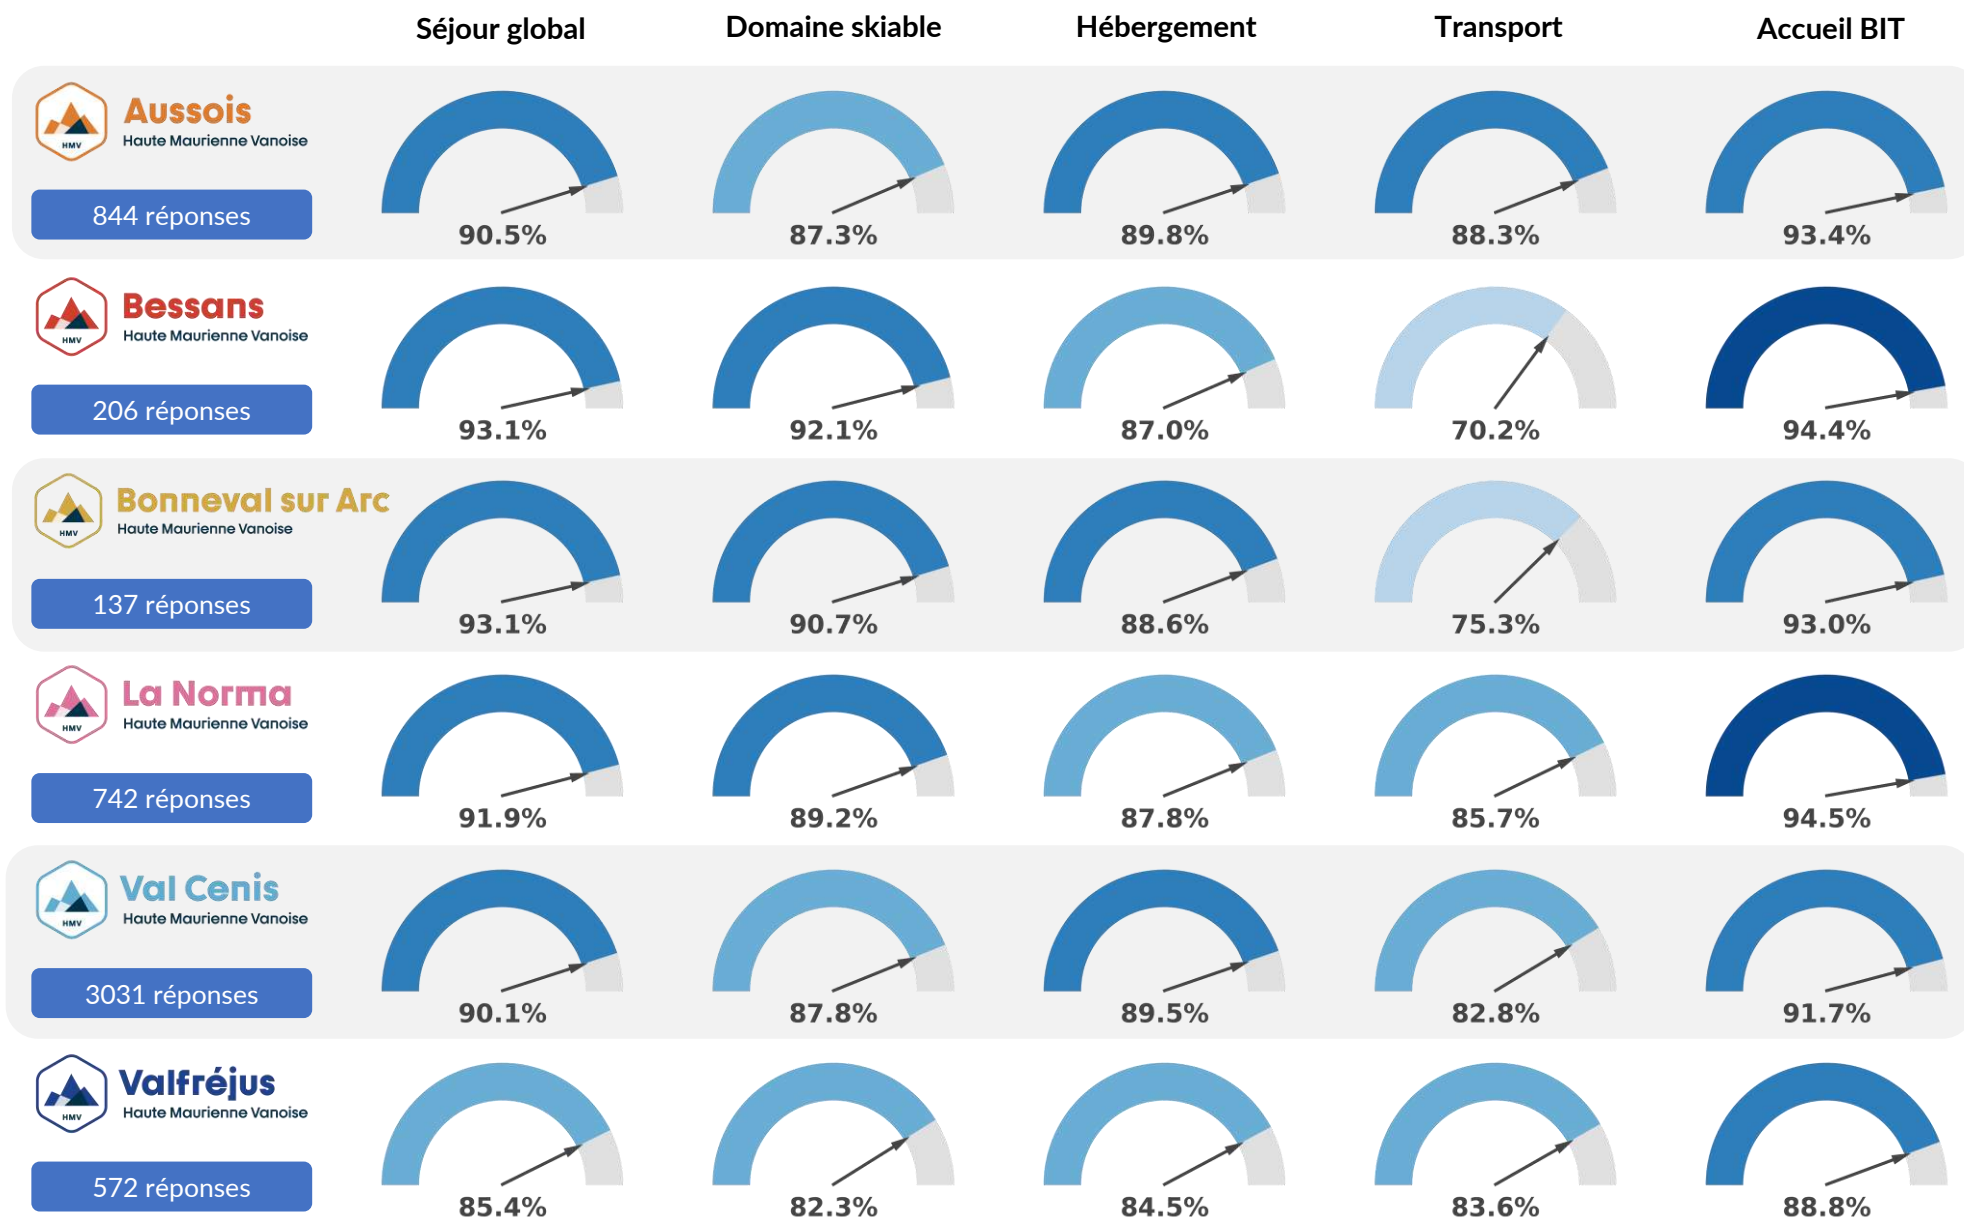 Séjour global Domaine skiable Hébergement Transport Accueil BIT
HMV
Aussois
Haute Maurienne Vanoise
844 réponses
90.5% 87.3% 89.8% 88.3% 93.4%
HMV
Bessans
Haute Maurienne Vanoise
206 réponses
93.1% 92.1% 87.0% 70.2% 94.4%
HMV
Bonneval sur Arc
Haute Maurienne Vanoise
137 réponses
93.1% 90.7% 88.6% 75.3% 93.0%
HMV
La Norma
Haute Maurienne Vanoise
742 réponses
91.9% 89.2% 87.8% 85.7% 94.5%
HMV
Val Cenis
Haute Maurienne Vanoise
3031 réponses
90.1% 87.8% 89.5% 82.8% 91.7%
HMV
Valfréjus
Haute Maurienne Vanoise
572 réponses
85.4% 82.3% 84.5% 83.6% 88.8%